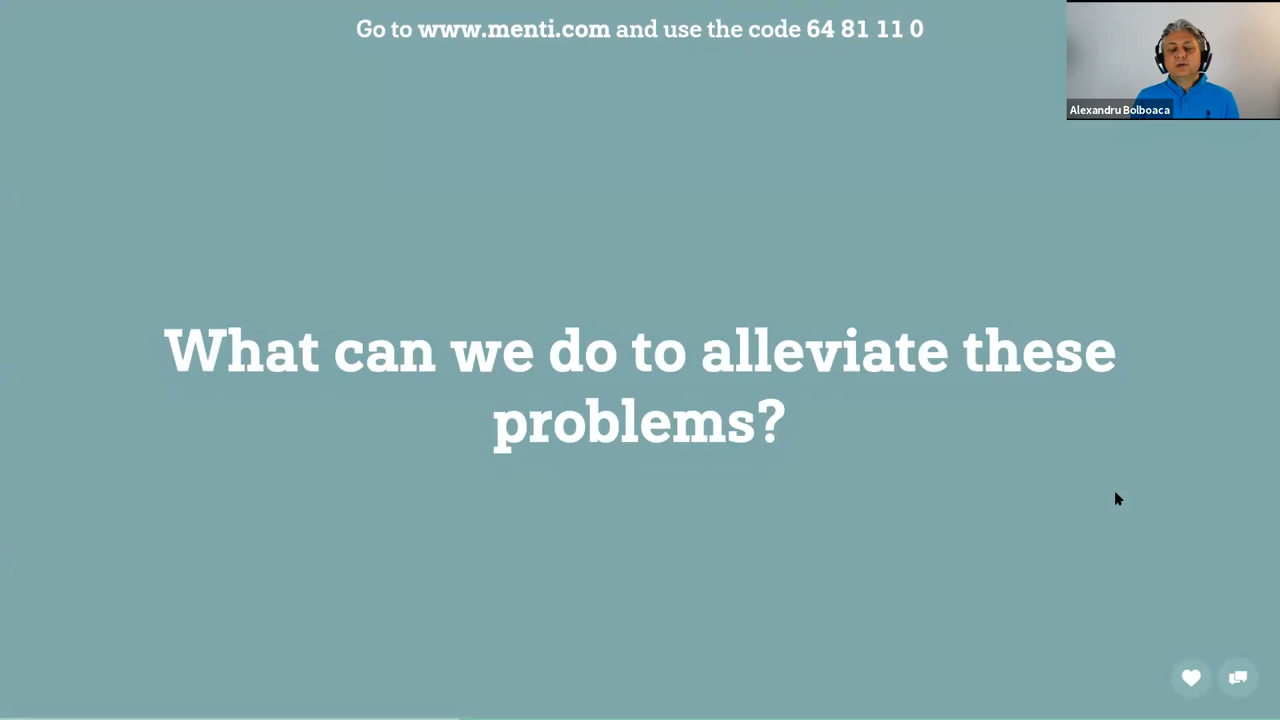 Go to www.menti.com and use the code 64 81 11 0
Alexandru Bolboaca
What can we do to alleviate these
problems?